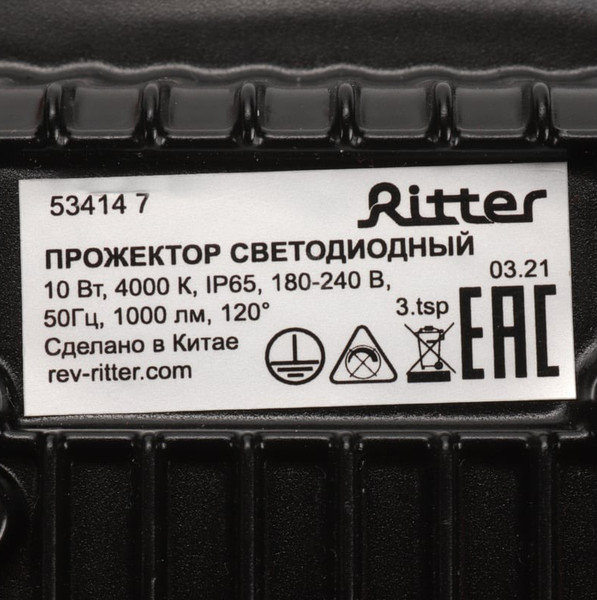 53414 7
Ritter
ПРОЖЕКТОР СВЕТОДИОДНЫЙ
10 Вт, 4000 К, IP65, 180-240 В,
03.21
50Гц, 1000 лм, 120°
3.tsp
EAC
Сделано в Китае
rev-ritter.com